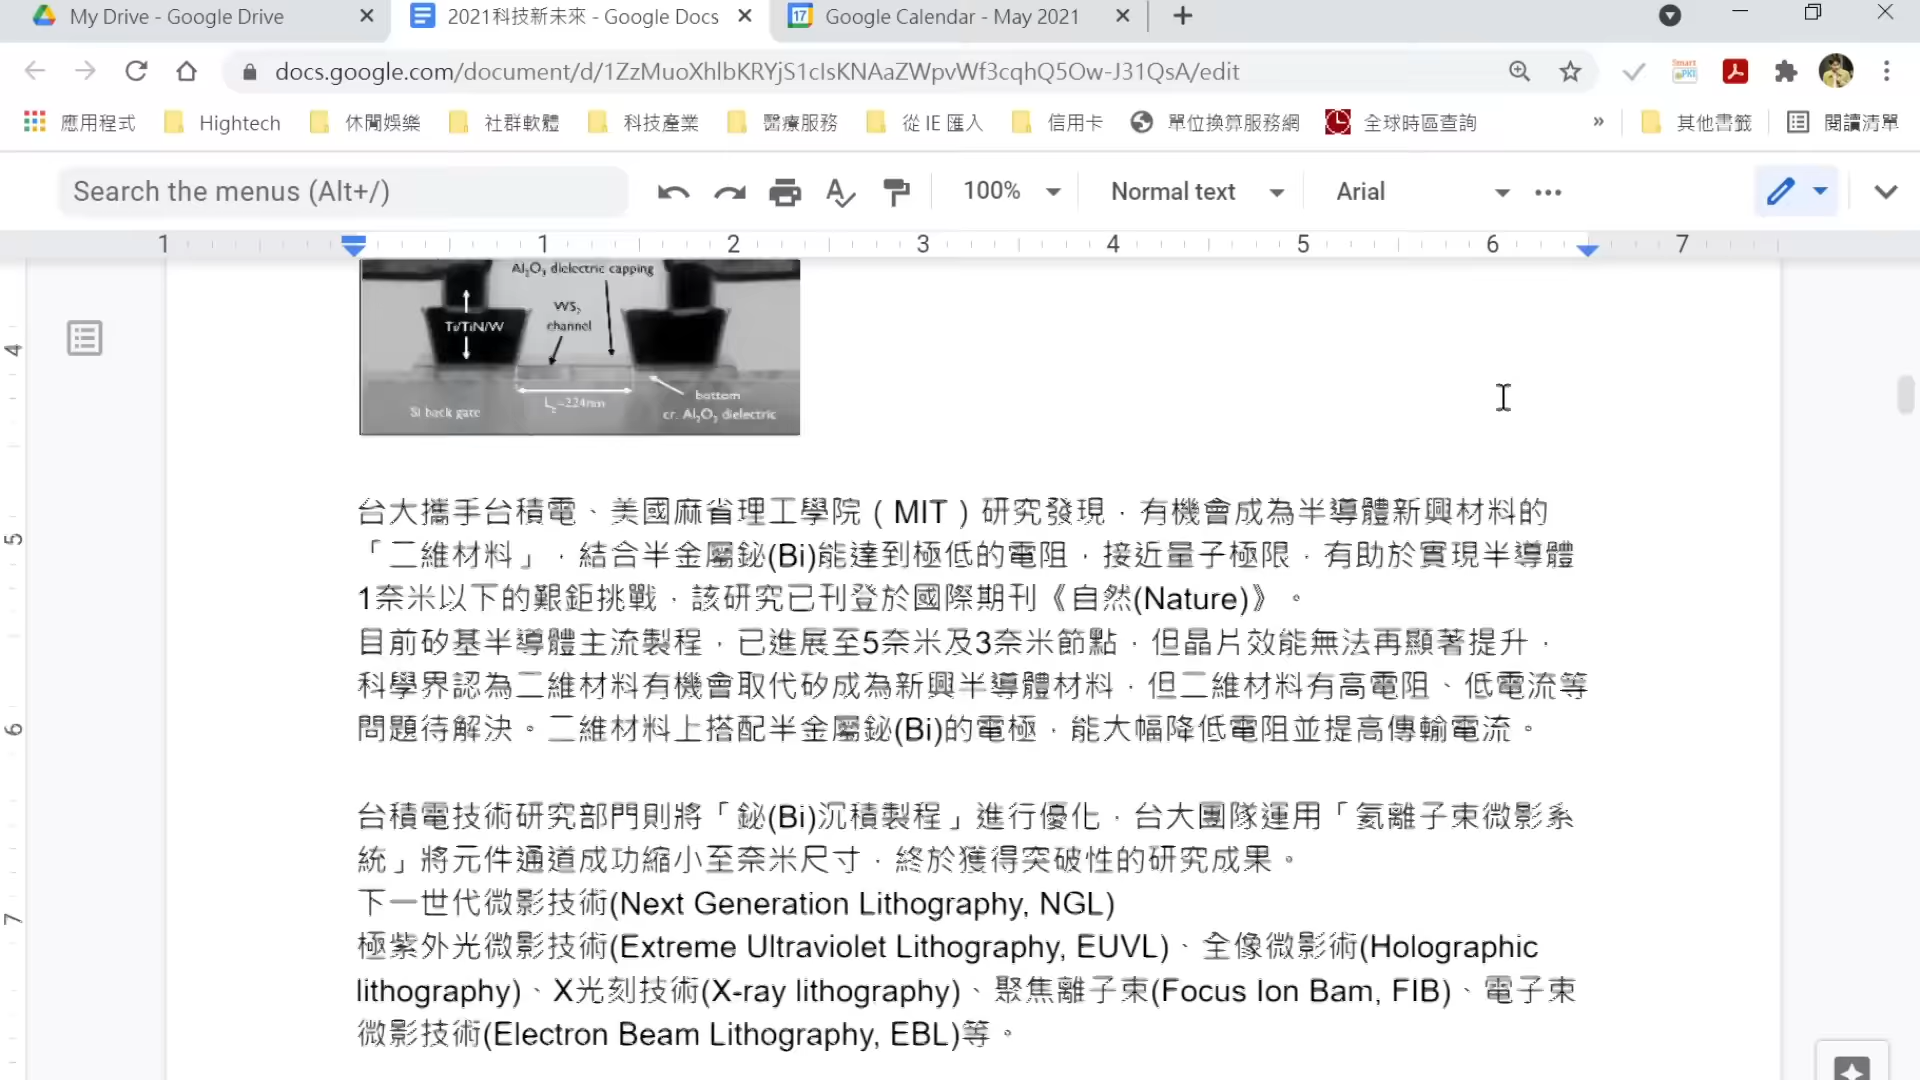 My Drive - Google Drive
2021科技新未來 - Google Docs
17
Google Calendar - May 2021
docs.google.com/document/d/1ZzMuoXhlbKRYjS1cIsKNAaZWpvWf3cqhQ5Ow-J31QsA/edit
Smart
PKI
應用程式
Hightech
休閒娛樂
社群軟體
科技產業
醫療服務
從 IE 匯入
信用卡
單位換算服務網
全球時區查詢
»
其他書籤
閱讀清單
Search the menus (Alt+/)
100%
Normal text
Arial
1 1 2 3 4 5 6 7
4
5
6
7
Al₂O₃ dielectric capping
WS₂
channel
Ti/TiN/W
bottom
cr. Al₂O₃ dielectric
Si back gate
台大攜手台積電、美國麻省理工學院（MIT）研究發現，有機會成為半導體新興材料的
「二維材料」，結合半金屬鉍(Bi)能達到極低的電阻，接近量子極限，有助於實現半導體
1奈米以下的艱鉅挑戰，該研究已刊登於國際期刊《自然(Nature)》。
目前矽基半導體主流製程，已進展至5奈米及3奈米節點，但晶片效能無法再顯著提升，
科學界認為二維材料有機會取代矽成為新興半導體材料，但二維材料有高電阻、低電流等
問題待解決。二維材料上搭配半金屬鉍(Bi)的電極，能大幅降低電阻並提高傳輸電流。
台積電技術研究部門則將「鉍(Bi)沉積製程」進行優化，台大團隊運用「氦離子束微影系
統」將元件通道成功縮小至奈米尺寸，終於獲得突破性的研究成果。
下一世代微影技術(Next Generation Lithography, NGL)
極紫外光微影技術(Extreme Ultraviolet Lithography, EUVL)、全像微影術(Holographic
lithography)、X光刻技術(X-ray lithography)、聚焦離子束(Focus Ion Bam, FIB)、電子束
微影技術(Electron Beam Lithography, EBL)等。